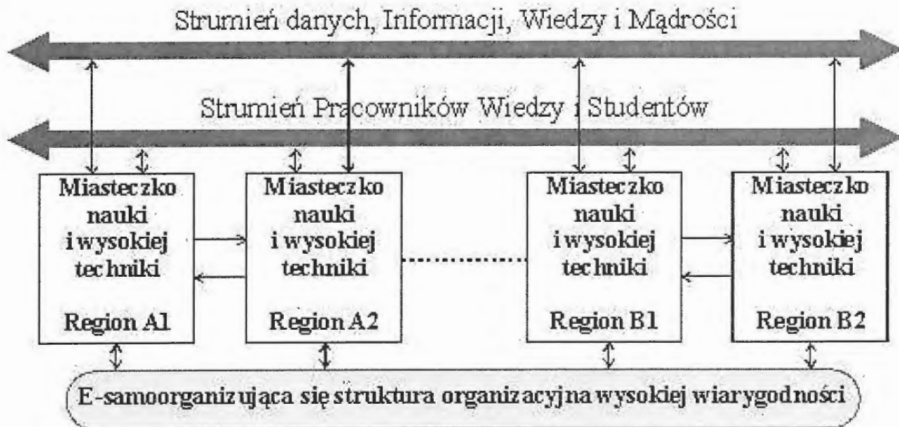 Strumień danych, Informacji, Wiedzy i Mądrości
Strumień Pracowników Wiedzy i Studentów
Miasteczko
nauki
i wysokiej
techniki
Region A1
Miasteczko
nauki
i wysokiej
techniki
Region A2
Miasteczko
nauki
i wysokiej
techniki
Region B1
Miasteczko
nauki
i wysokiej
techniki
Region B2
E-samoorganizująca się struktura organizacyjna wysokiej wiarygodności